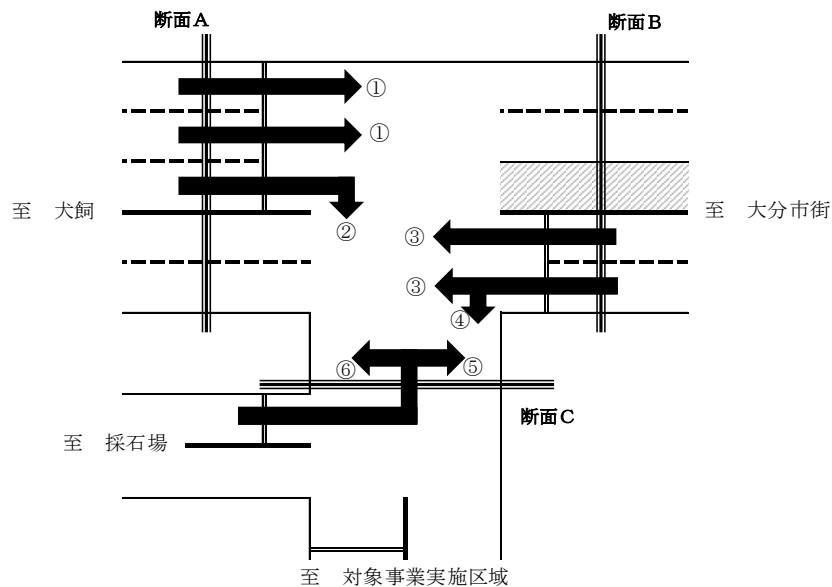 断面A
断面B
①
①
至　犬飼
至　大分市街
②
③
③
④
⑥
⑤
断面C
至　採石場
至　対象事業実施区域